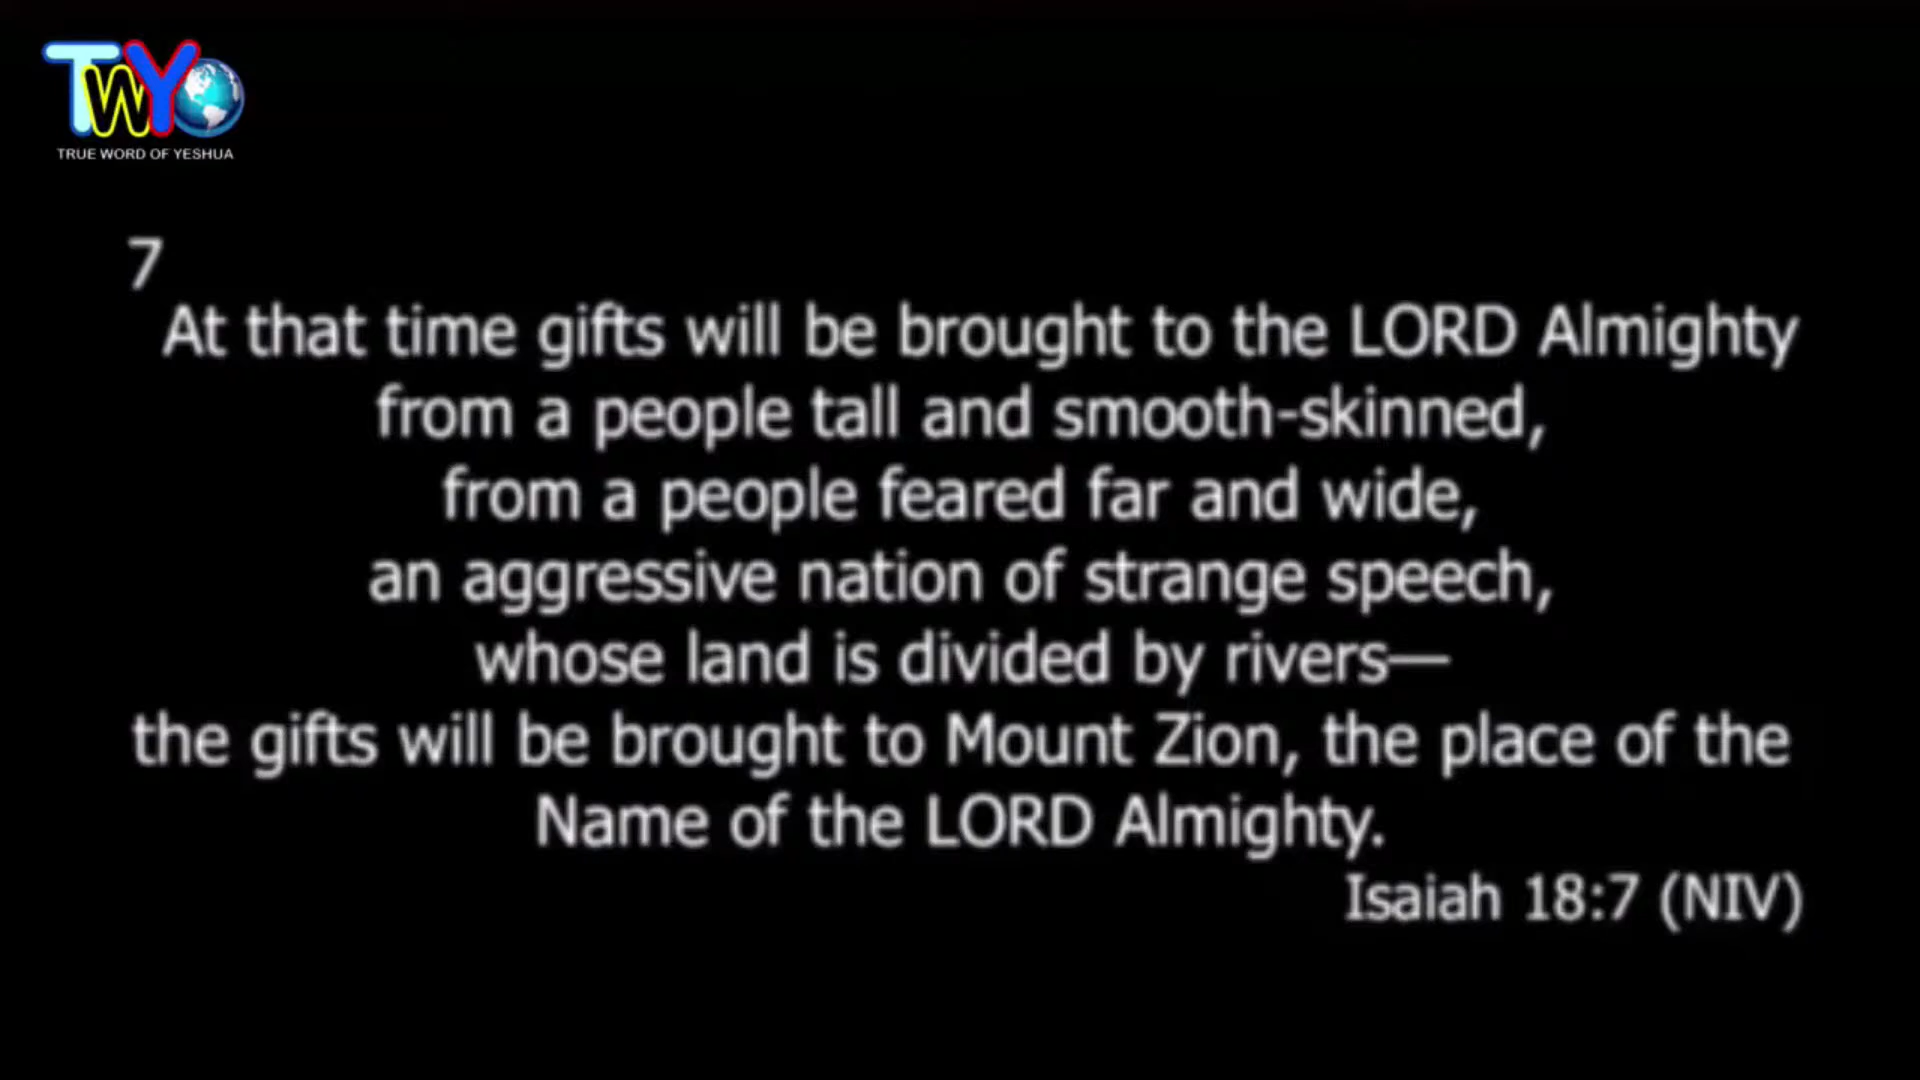 TWY
TRUE WORD OF YESHUA
7
At that time gifts will be brought to the LORD Almighty
from a people tall and smooth-skinned,
from a people feared far and wide,
an aggressive nation of strange speech,
whose land is divided by rivers—
the gifts will be brought to Mount Zion, the place of the
Name of the LORD Almighty.
Isaiah 18:7 (NIV)